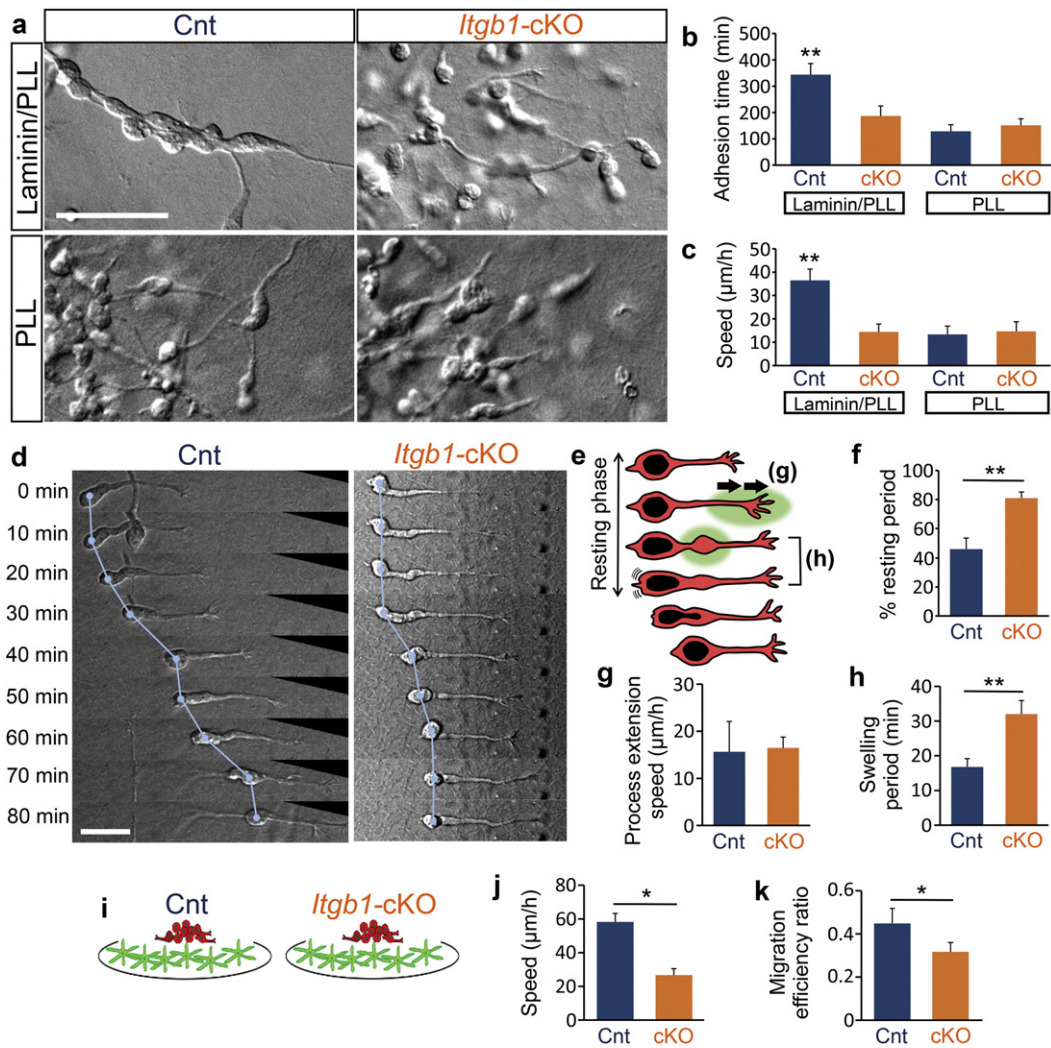 a
Cnt
Itgb1-cKO
Laminin/PLL
PLL
b
Adhesion time (min)
400
300
200
100
0
**
Cnt
cKO
Cnt
cKO
Laminin/PLL
PLL
c
Speed (µm/h)
50
40
30
20
10
0
**
Cnt
cKO
Cnt
cKO
Laminin/PLL
PLL
d
Cnt
Itgb1-cKO
0 min
10 min
20 min
30 min
40 min
50 min
60 min
70 min
80 min
e
Resting phase
(g)
(h)
f
% resting period
100
80
60
40
20
0
**
Cnt
cKO
g
Process extension
speed (µm/h)
30
20
10
0
Cnt
cKO
h
Swelling
period (min)
40
30
20
10
0
**
Cnt
cKO
i
Cnt
Itgb1-cKO
j
Speed (µm/h)
80
60
40
20
0
*
Cnt
cKO
k
Migration
efficiency ratio
0.6
0.4
0.2
0
*
Cnt
cKO